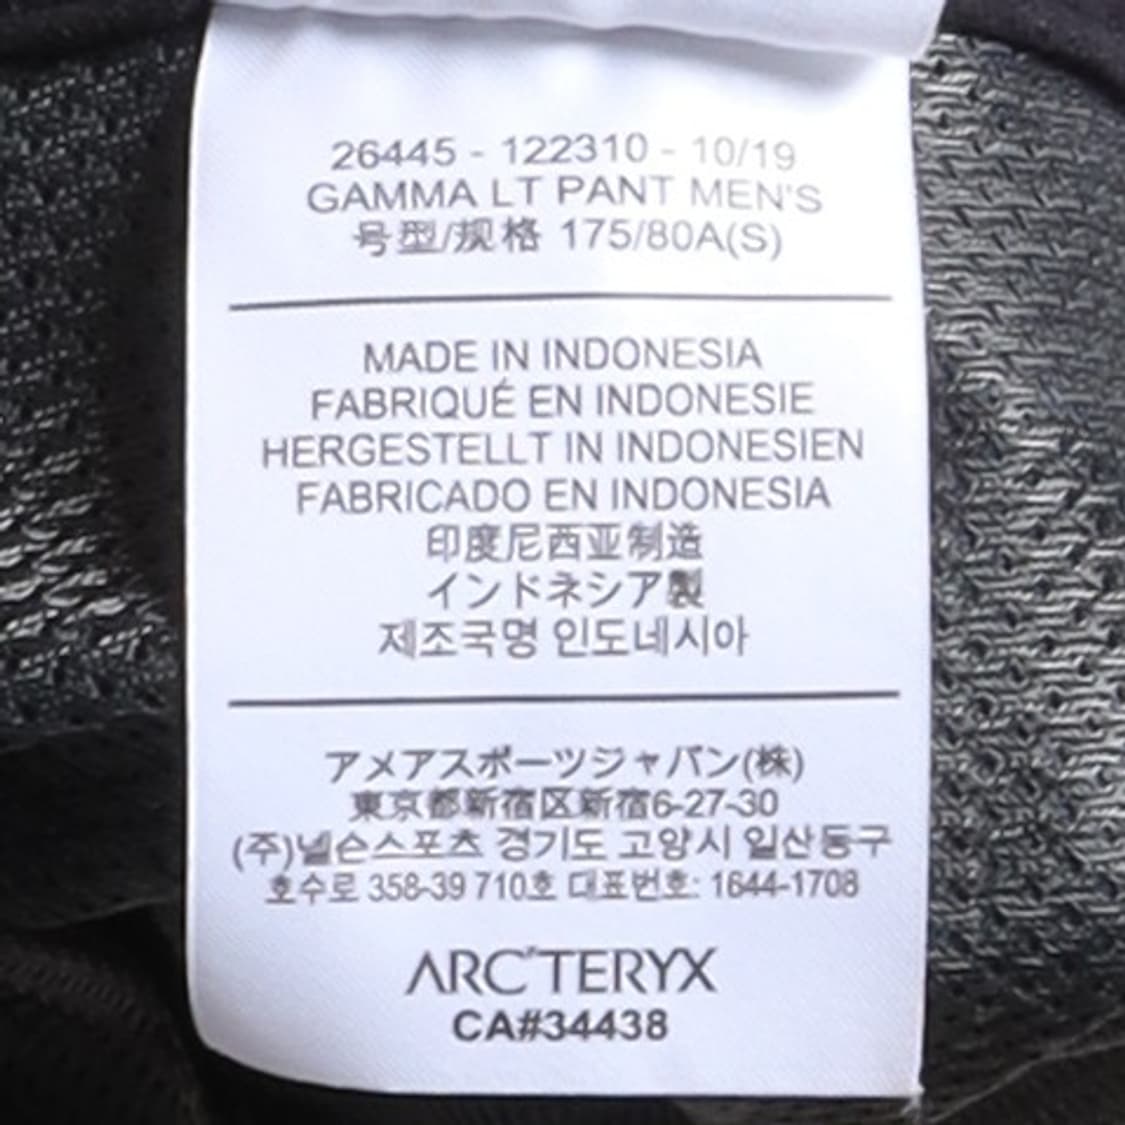 26445 - 122310 - 10/19
GAMMA LT PANT MEN'S
号型/规格 175/80A(S)
MADE IN INDONESIA
FABRIQUÉ EN INDONESIE
HERGESTELLT IN INDONESIEN
FABRICADO EN INDONESIA
印度尼西亚制造
インドネシア製
제조국명 인도네시아
アメアスポーツジャパン(株)
東京都新宿区新宿6-27-30
(주)넬슨스포츠 경기도 고양시 일산동구
호수로 358-39 710호 대표번호: 1644-1708
ARC'TERYX
CA#34438